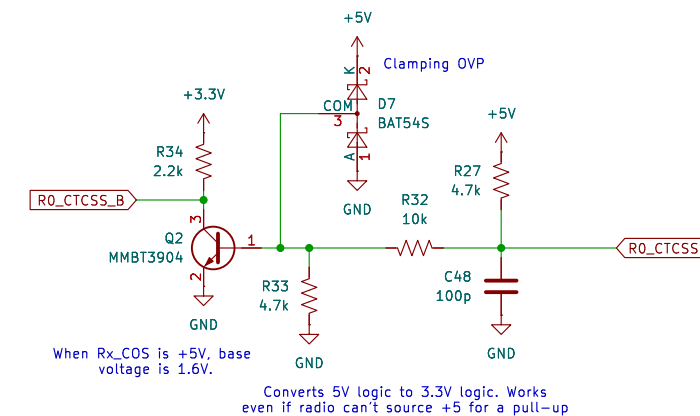 +5V
Clamping OVP
K
2
+3.3V
COM
3
D7
BAT54S
+5V
R34
2.2k
A
1
R27
4.7k
R0_CTCSS_B
GND
R32
10k
3
Q2
MMBT3904
1
R0_CTCSS
2
R33
4.7k
C48
100p
GND
GND
GND
When Rx_COS is +5V, base
voltage is 1.6V.
Converts 5V logic to 3.3V logic. Works
even if radio can't source +5 for a pull-up